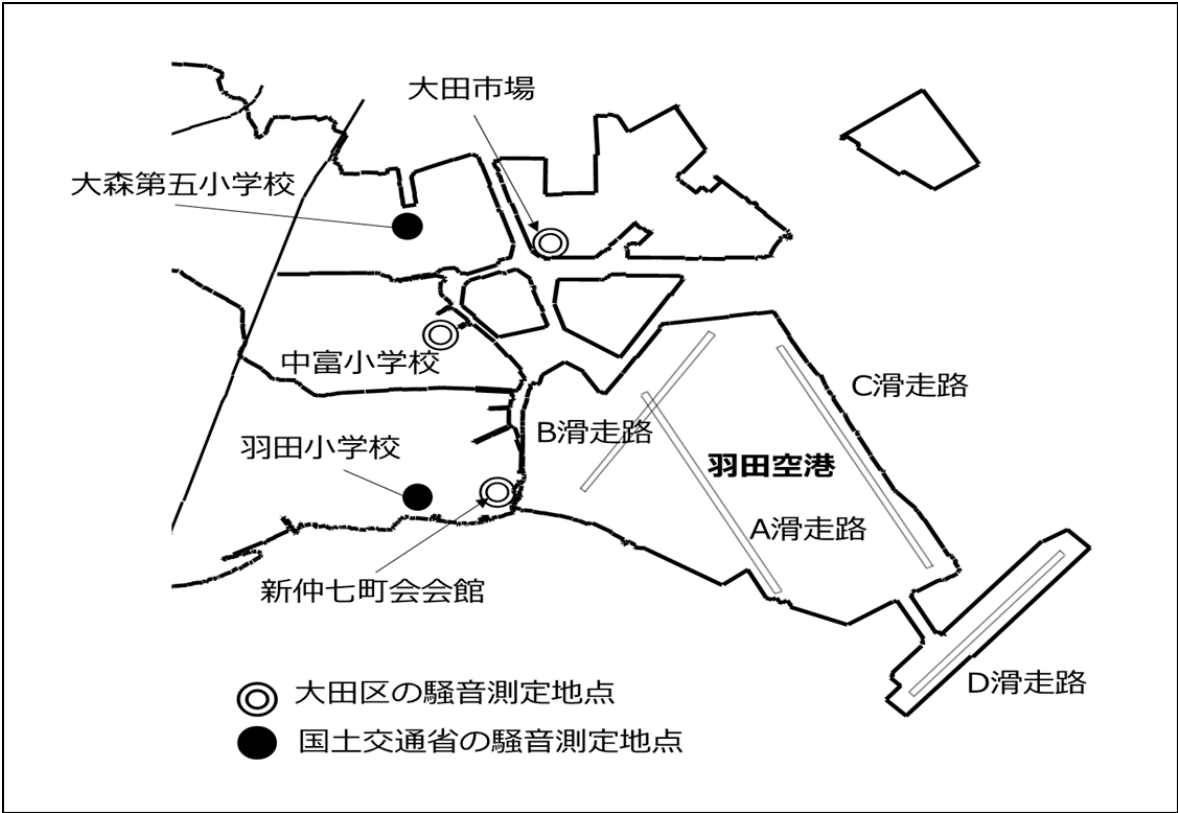 大田市場
大森第五小学校
中富小学校
C滑走路
B滑走路
羽田小学校
羽田空港
A滑走路
新仲七町会会館
D滑走路
大田区の騒音測定地点
国土交通省の騒音測定地点